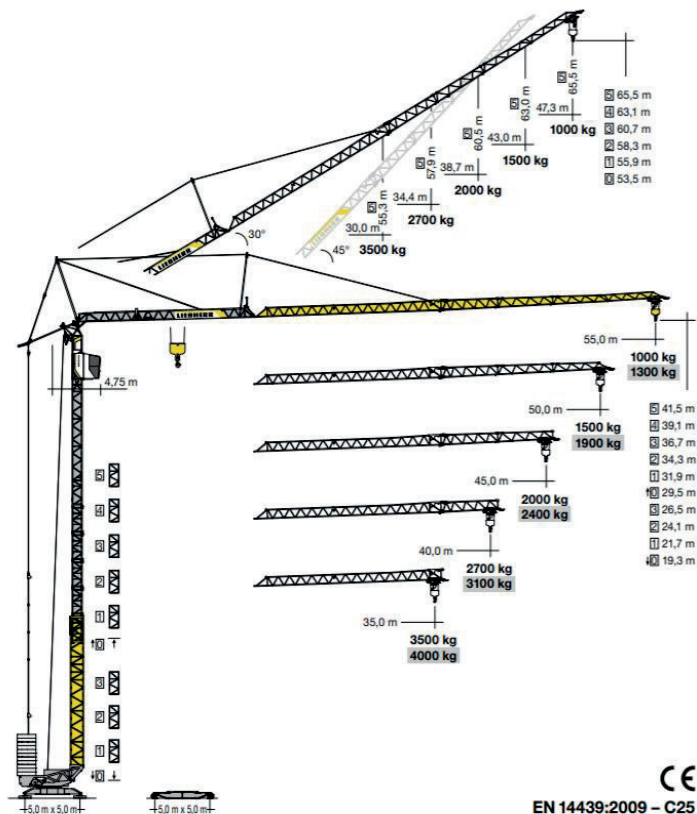 65,5 m
47,3 m
1000 kg
5 65,5 m
4 63,1 m
3 60,7 m
2 58,3 m
1 55,9 m
0 53,5 m
5 63,0 m
43,0 m
1500 kg
5 60,5 m
38,7 m
2000 kg
5 57,9 m
34,4 m
2700 kg
5 55,3 m
30,0 m
3500 kg
30°
45°
LIEBHERR
LIEBHERR
LIEBHERR
4,75 m
55,0 m
1000 kg
1300 kg
50,0 m
1500 kg
1900 kg
45,0 m
2000 kg
2400 kg
40,0 m
2700 kg
3100 kg
35,0 m
3500 kg
4000 kg
5 41,5 m
4 39,1 m
3 36,7 m
2 34,3 m
1 31,9 m
↑0 29,5 m
3 26,5 m
2 24,1 m
1 21,7 m
↓0 19,3 m
5
4
3
2
1
↑0 ↑
3
2
1
↓0 ↓
5,0 m x 5,0 m
5,0 m x 5,0 m
CE
EN 14439:2009 – C25